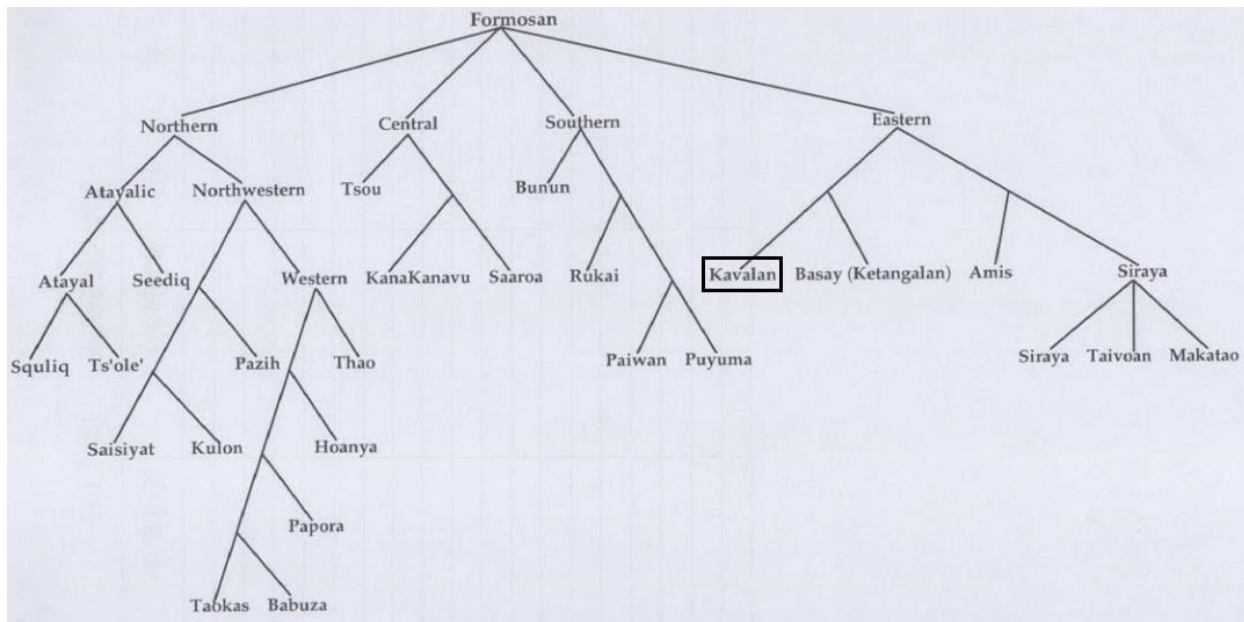 Formosan
Northern Central Southern Eastern
Atayalic Northwestern Tsou Bunun
Atayal Seediq Western KanaKanavu Saaroa Rukai Kavalan Basay (Ketangalan) Amis Siraya
Squliq Ts'ole' Pazih Thao Paiwan Puyuma Siraya Taivoan Makatao
Saisiyat Kulon Hoanya
Papora
Taokas Babuza